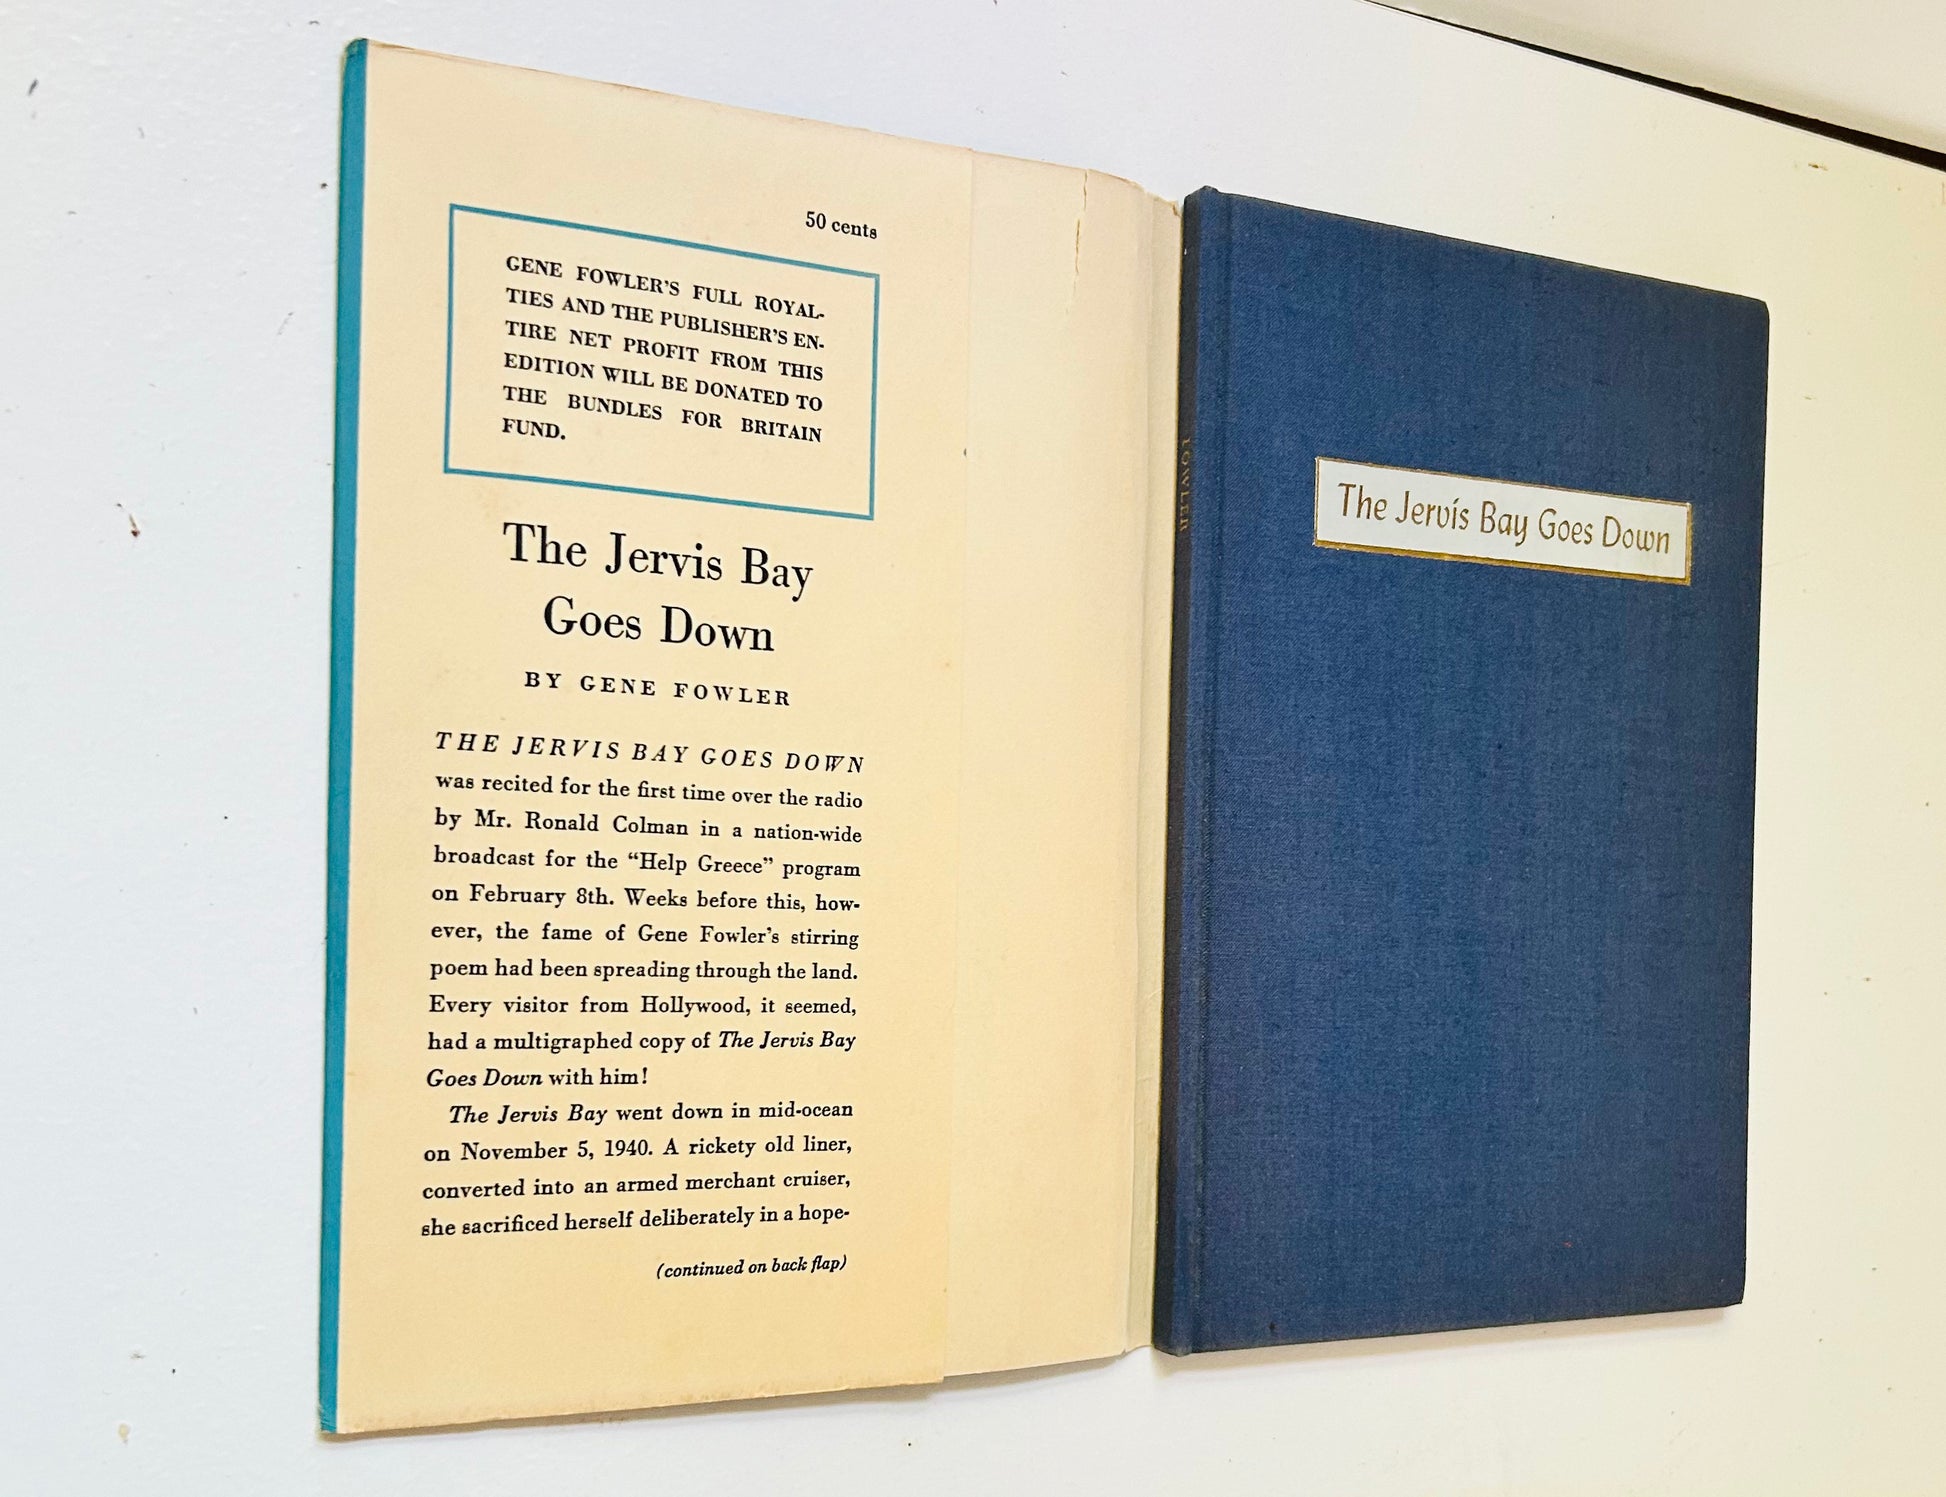 50 cents
GENE FOWLER'S FULL ROYAL-
TIES AND THE PUBLISHER'S EN-
TIRE NET PROFIT FROM THIS
EDITION WILL BE DONATED TO
THE BUNDLES FOR BRITAIN
FUND.
The Jervis Bay
Goes Down
BY GENE FOWLER
THE JERVIS BAY GOES DOWN
was recited for the first time over the radio
by Mr. Ronald Colman in a nation-wide
broadcast for the “Help Greece” program
on February 8th. Weeks before this, how-
ever, the fame of Gene Fowler's stirring
poem had been spreading through the land.
Every visitor from Hollywood, it seemed,
had a multigraphed copy of The Jervis Bay
Goes Down with him!
The Jervis Bay went down in mid-ocean
on November 5, 1940. A rickety old liner,
converted into an armed merchant cruiser,
she sacrificed herself deliberately in a hope-
(continued on back flap)
FOWLER
The Jervis Bay Goes Down